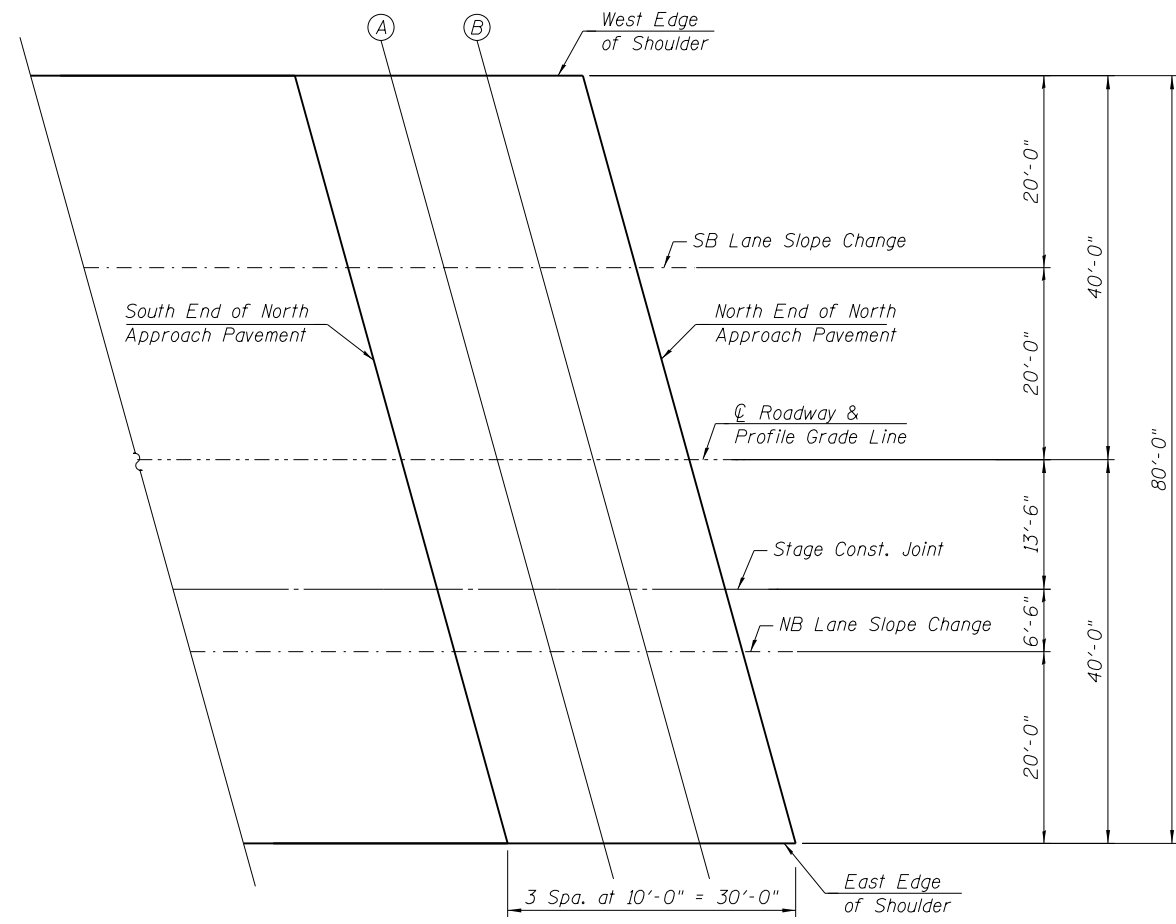 A
B
West Edge
of Shoulder
20'-0"
40'-0"
80'-0"
SB Lane Slope Change
South End of North
Approach Pavement
North End of North
Approach Pavement
20'-0"
℄ Roadway &
Profile Grade Line
13'-6"
Stage Const. Joint
6'-6"
NB Lane Slope Change
40'-0"
20'-0"
3 Spa. at 10'-0" = 30'-0"
East Edge
of Shoulder